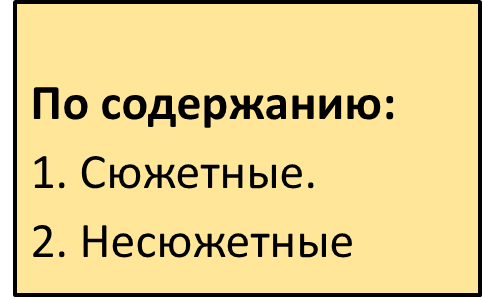 По содержанию:
1. Сюжетные.
2. Несюжетные